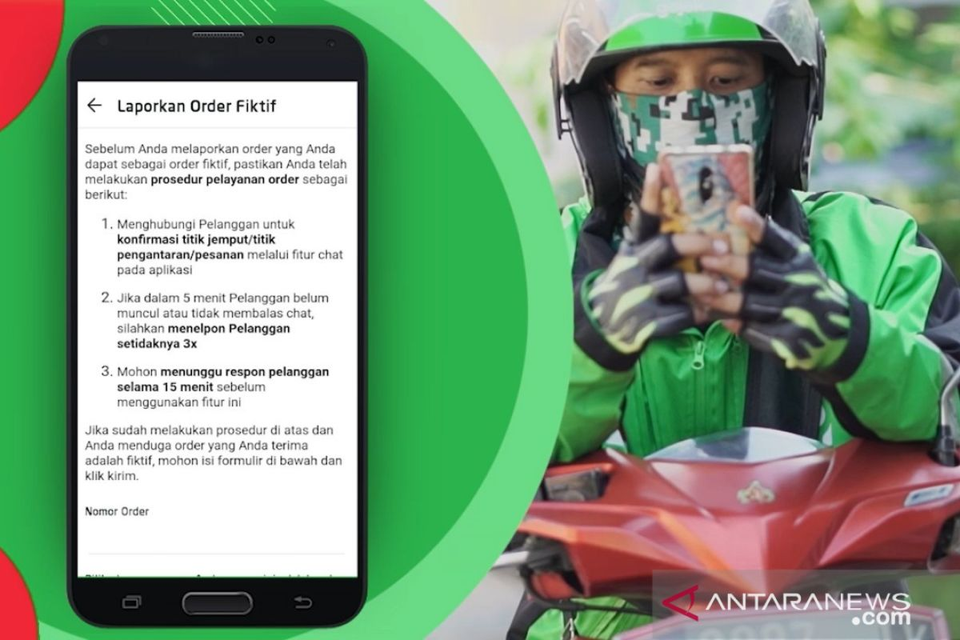 Laporkan Order Fiktif
Sebelum Anda melaporkan order yang Anda
dapat sebagai order fiktif, pastikan Anda telah
melakukan prosedur pelayanan order sebagai
berikut:
1. Menghubungi Pelanggan untuk
konfirmasi titik jemput/titik
pengantaran/pesanan melalui fitur chat
pada aplikasi
2. Jika dalam 5 menit Pelanggan belum
muncul atau tidak membalas chat,
silahkan menelpon Pelanggan
setidaknya 3x
3. Mohon menunggu respon pelanggan
selama 15 menit sebelum
menggunakan fitur ini
Jika sudah melakukan prosedur di atas dan
Anda menduga order yang Anda terima
adalah fiktif, mohon isi formulir di bawah dan
klik kirim.
Nomor Order
ANTARANEWS
.com